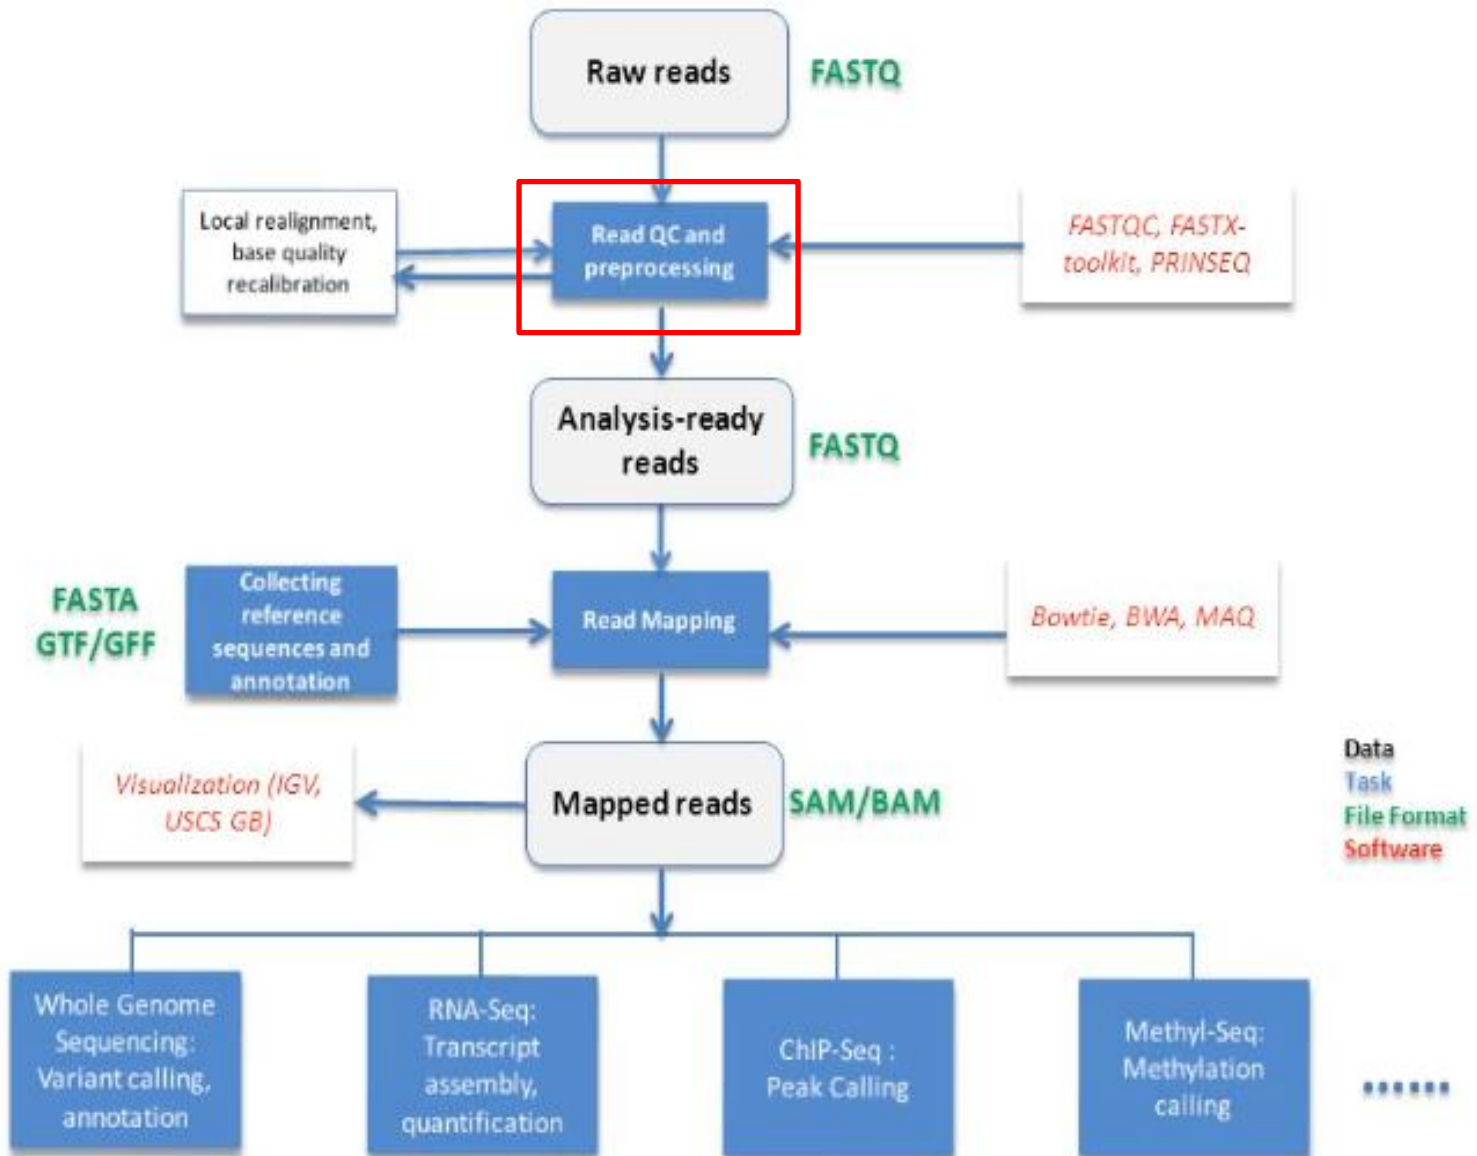 Raw reads
FASTQ
Local realignment,
base quality
recalibration
Read QC and
preprocessing
FASTQC, FASTX-
toolkit, PRINSEQ
Analysis-ready
reads
FASTQ
FASTA
GTF/GFF
Collecting
reference
sequences and
annotation
Read Mapping
Bowtie, BWA, MAQ
Visualization (IGV,
USCS GB)
Mapped reads
SAM/BAM
Data
Task
File Format
Software
Whole Genome
Sequencing:
Variant calling,
annotation
RNA-Seq:
Transcript
assembly,
quantification
ChIP-Seq :
Peak Calling
Methyl-Seq:
Methylation
calling
......